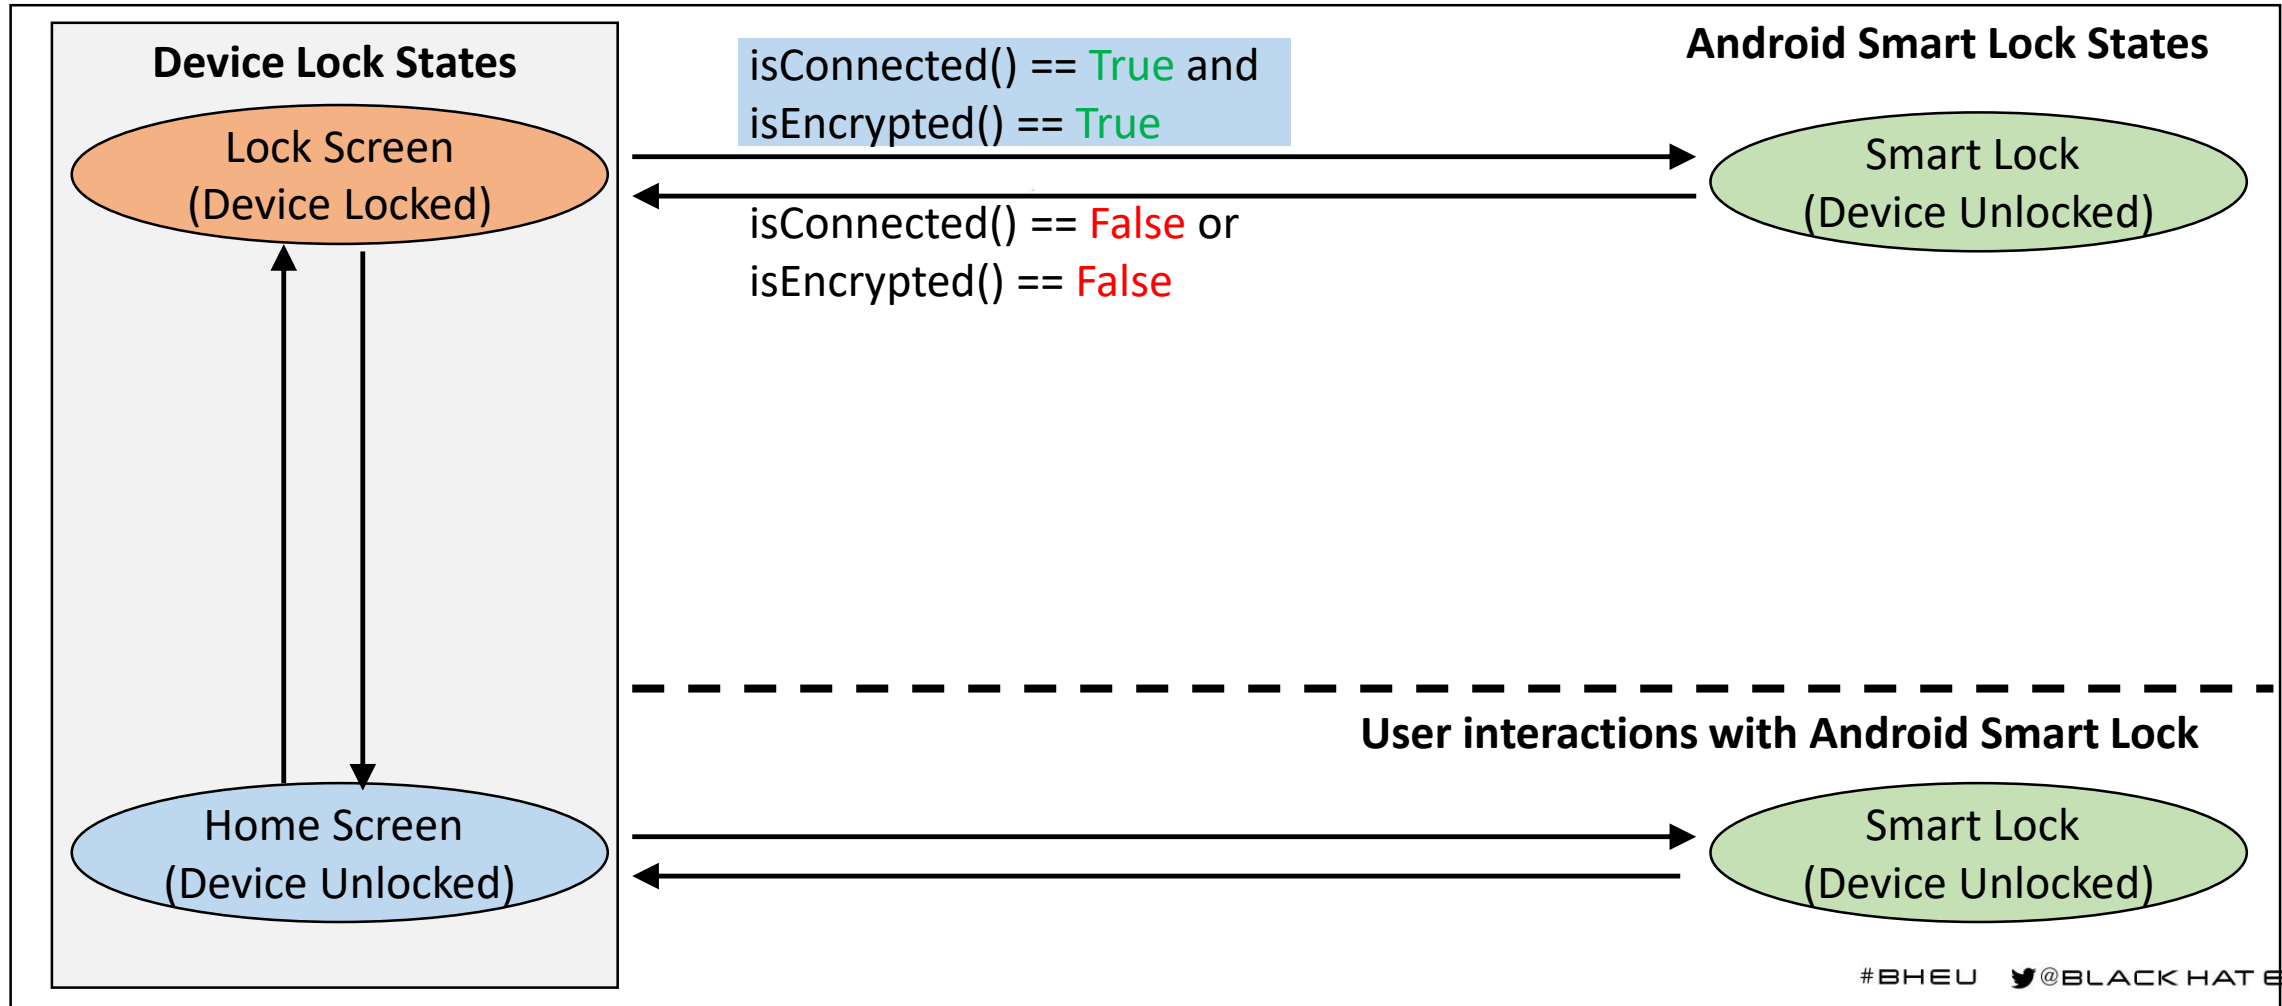 Device Lock States
Lock Screen
(Device Locked)
isConnected() == True and
isEncrypted() == True
isConnected() == False or
isEncrypted() == False
Android Smart Lock States
Smart Lock
(Device Unlocked)
User interactions with Android Smart Lock
Home Screen
(Device Unlocked)
Smart Lock
(Device Unlocked)
#BHEU @BLACK HAT E